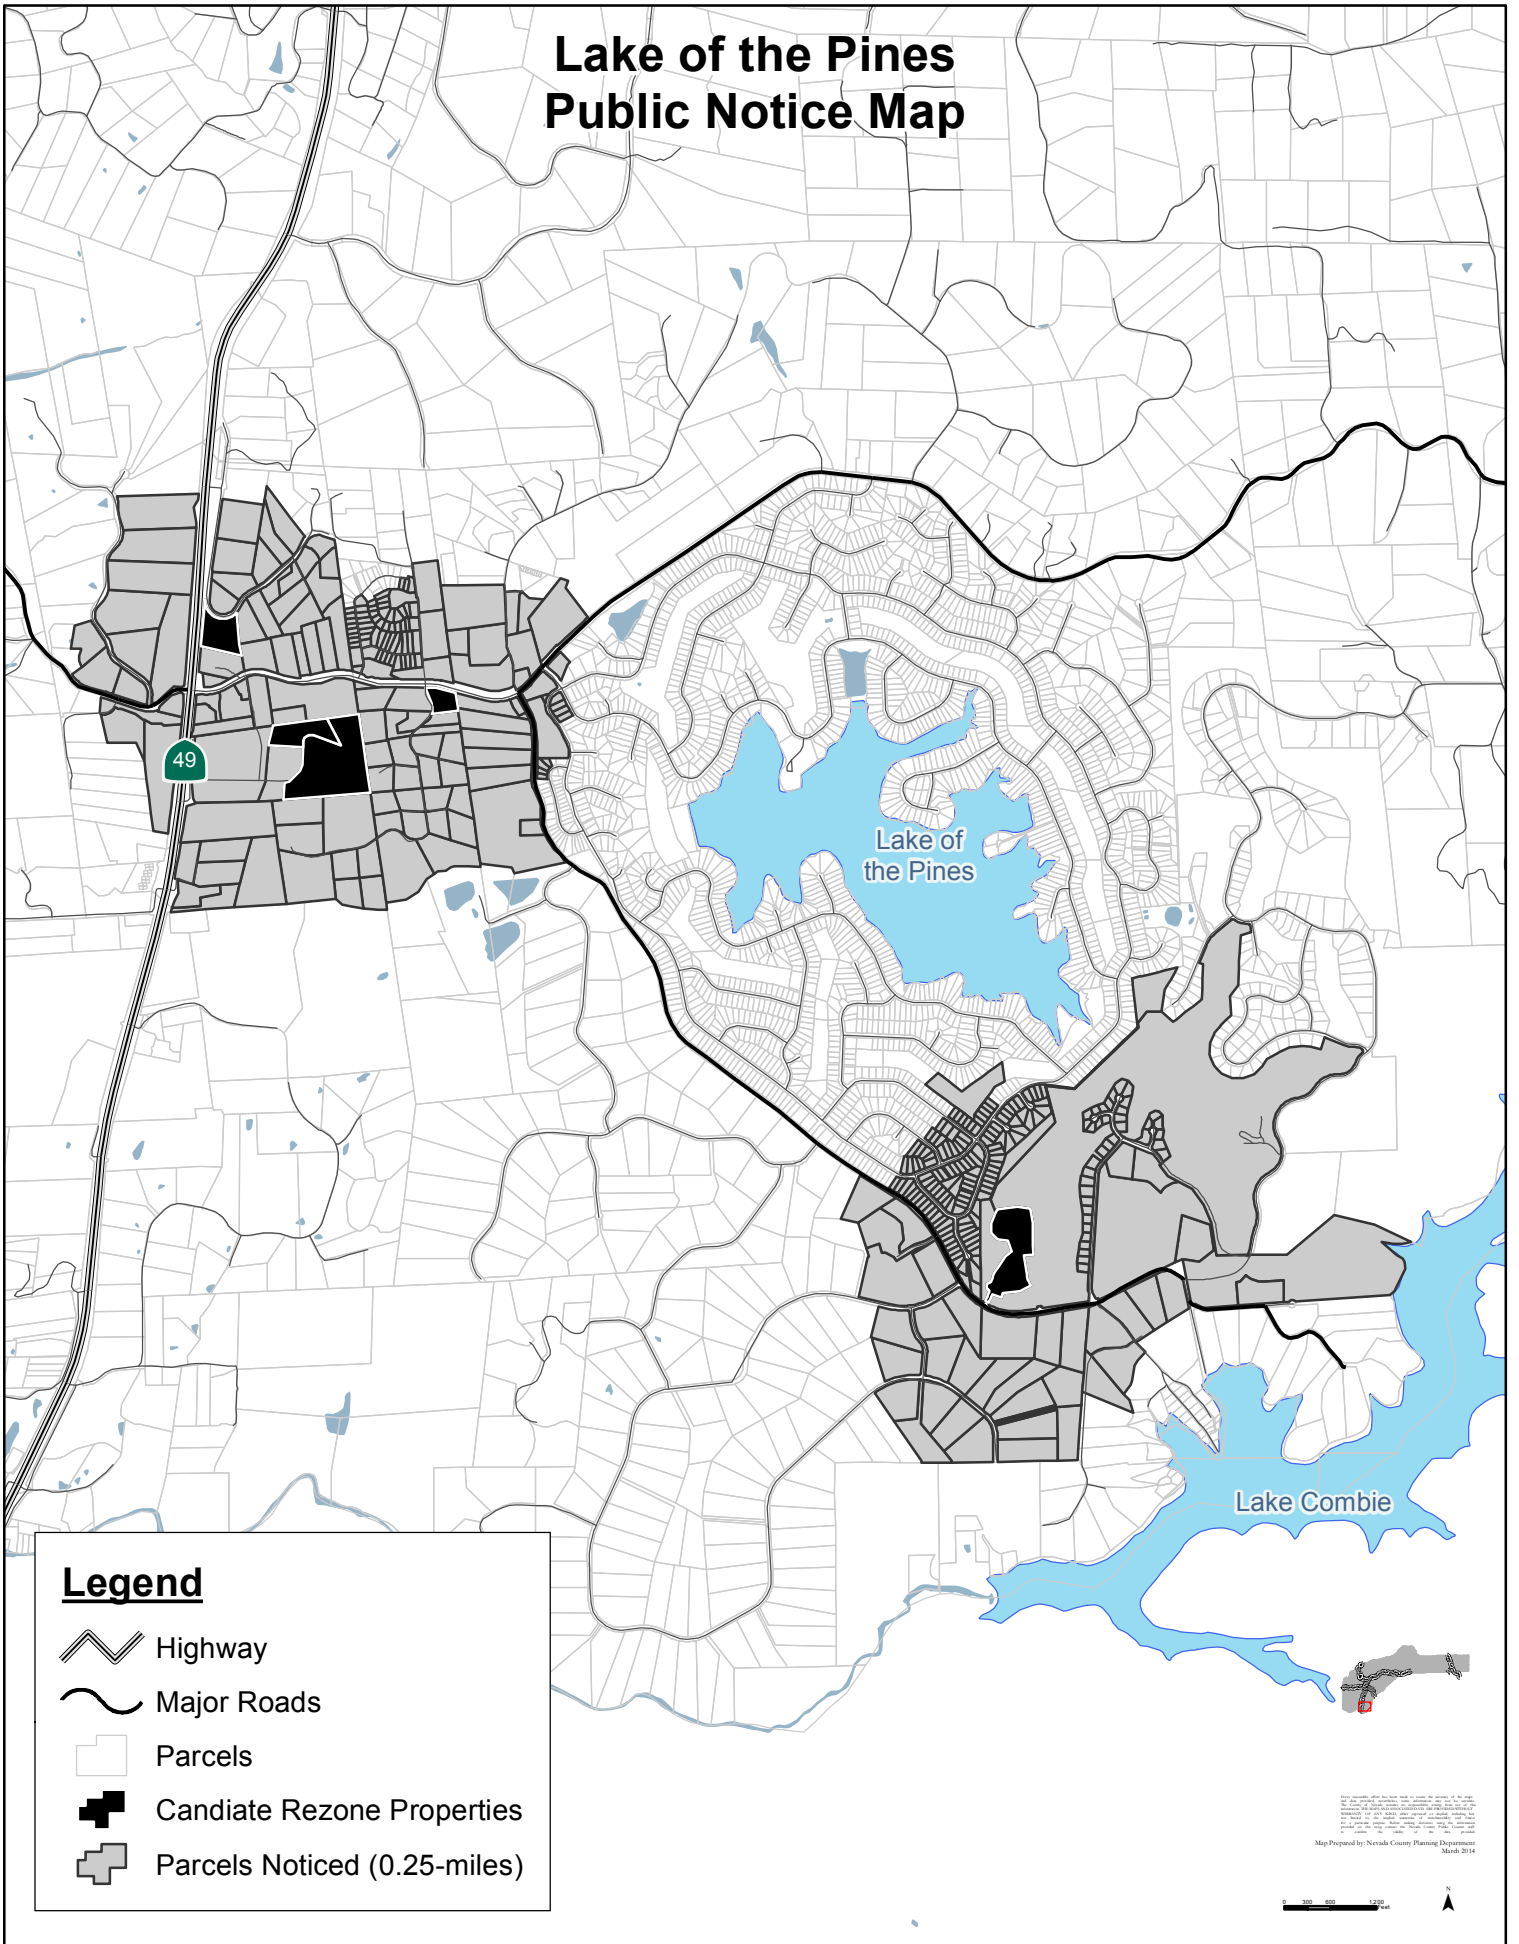 Lake of the Pines
Public Notice Map
49
Lake of
the Pines
Lake Combie
Legend
Highway
Major Roads
Parcels
Candiate Rezone Properties
Parcels Noticed (0.25-miles)
Map Prepared by: Nevada County Planning Department
March 2014
N
0 300 600 1,200
Feet